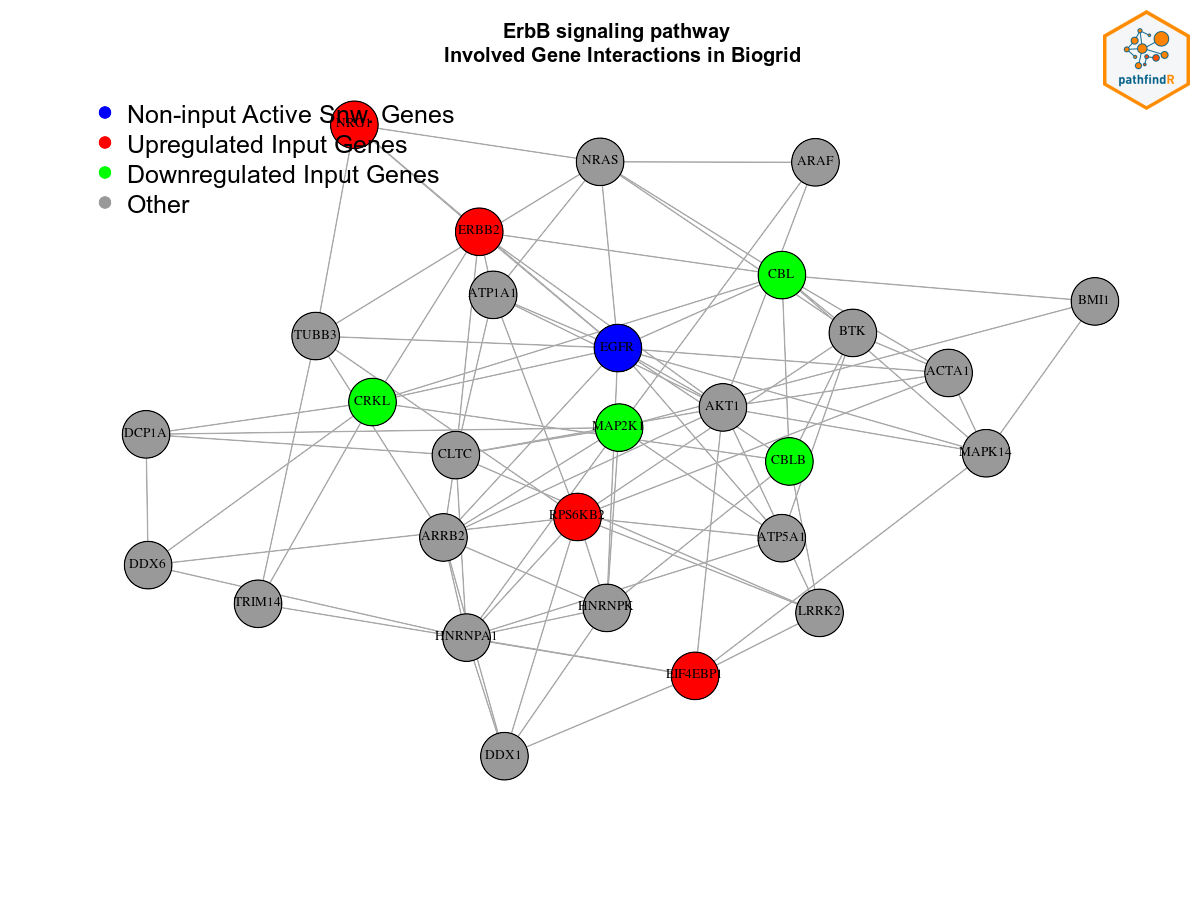 ErbB signaling pathway
Involved Gene Interactions in Biogrid
pathfindR
Non-input Active Snw. Genes
NRG1
Upregulated Input Genes
Downregulated Input Genes
Other
NRAS
ARAF
ERBB2
CBL
ATP1A1
BMI1
TUBB3
BTK
EGFR
ACTA1
CRKL
AKT1
DCP1A
MAP2K1
CLTC
CBLB
MAPK14
RPS6KB2
ARRB2
ATP5A1
DDX6
TRIM14
HNRNPK
LRRK2
HNRNPA1
EIF4EBP1
DDX1